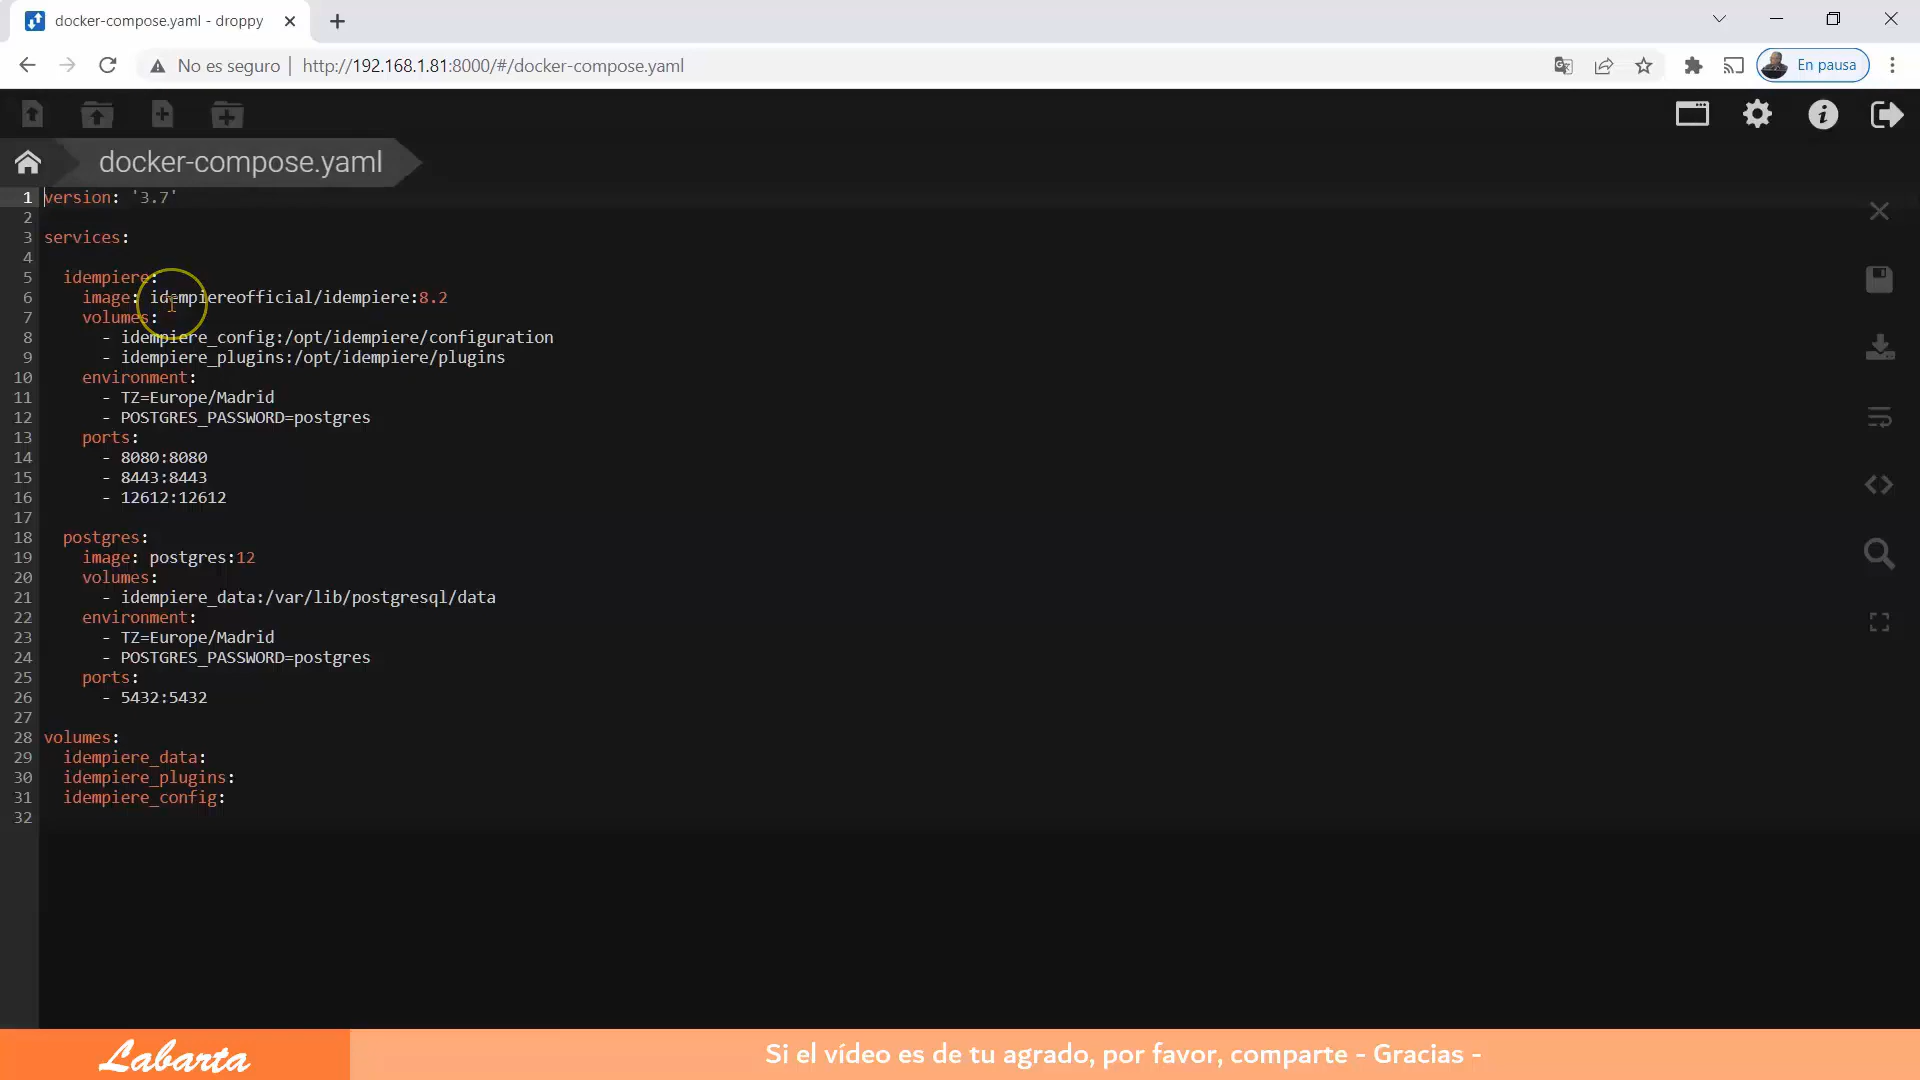 docker-compose.yaml - droppy
No es seguro | http://192.168.1.81:8000/#/docker-compose.yaml
En pausa
docker-compose.yaml
1 version: '3.7'
2
3 services:
4
5 idempiere:
6 image: idempiereofficial/idempiere:8.2
7 volumes:
8 - idempiere_config:/opt/idempiere/configuration
9 - idempiere_plugins:/opt/idempiere/plugins
10 environment:
11 - TZ=Europe/Madrid
12 - POSTGRES_PASSWORD=postgres
13 ports:
14 - 8080:8080
15 - 8443:8443
16 - 12612:12612
17
18 postgres:
19 image: postgres:12
20 volumes:
21 - idempiere_data:/var/lib/postgresql/data
22 environment:
23 - TZ=Europe/Madrid
24 - POSTGRES_PASSWORD=postgres
25 ports:
26 - 5432:5432
27
28 volumes:
29 idempiere_data:
30 idempiere_plugins:
31 idempiere_config:
32
Labarta
Si el vídeo es de tu agrado, por favor, comparte - Gracias -